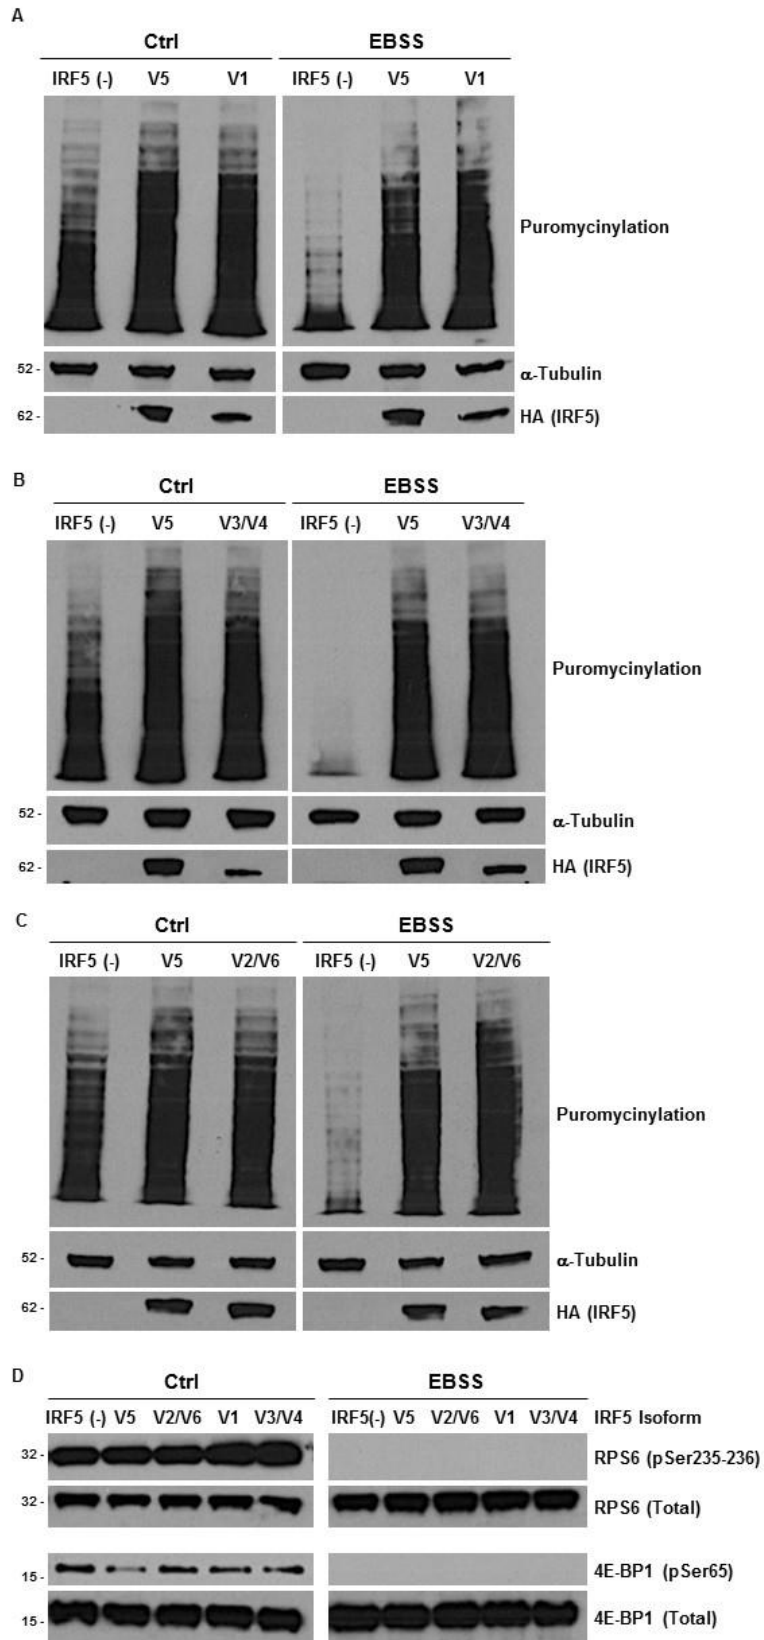 A
Ctrl EBSS
IRF5 (-) V5 V1 IRF5 (-) V5 V1
Puromycinylation
52 - α-Tubulin
62 - HA (IRF5)
B
Ctrl EBSS
IRF5 (-) V5 V3/V4 IRF5 (-) V5 V3/V4
Puromycinylation
52 - α-Tubulin
62 - HA (IRF5)
C
Ctrl EBSS
IRF5 (-) V5 V2/V6 IRF5 (-) V5 V2/V6
Puromycinylation
52 - α-Tubulin
62 - HA (IRF5)
D
Ctrl EBSS
IRF5 (-) V5 V2/V6 V1 V3/V4 IRF5(-) V5 V2/V6 V1 V3/V4 IRF5 Isoform
32 - RPS6 (pSer235-236)
32 - RPS6 (Total)
15 - 4E-BP1 (pSer65)
15 - 4E-BP1 (Total)